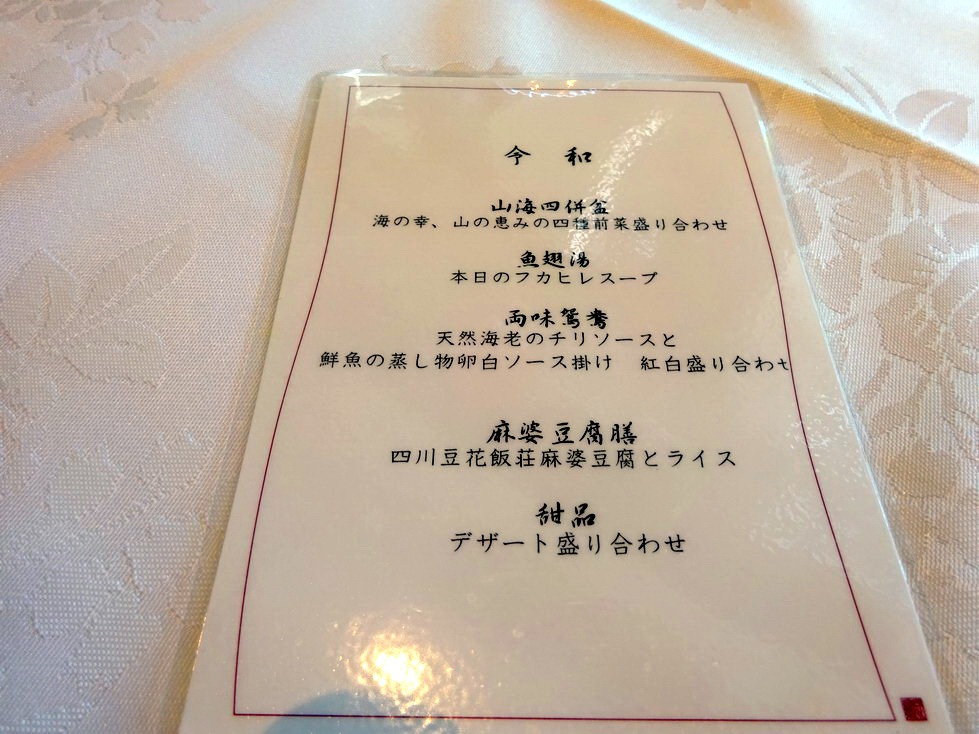 令 和
山海四併盆
海の幸、山の恵みの四種前菜盛り合わせ
魚翅湯
本日のフカヒレスープ
両味鴛鴦
天然海老のチリソースと
鮮魚の蒸し物卵白ソース掛け 紅白盛り合わせ
麻婆豆腐膳
四川豆花飯荘麻婆豆腐とライス
甜品
デザート盛り合わせ